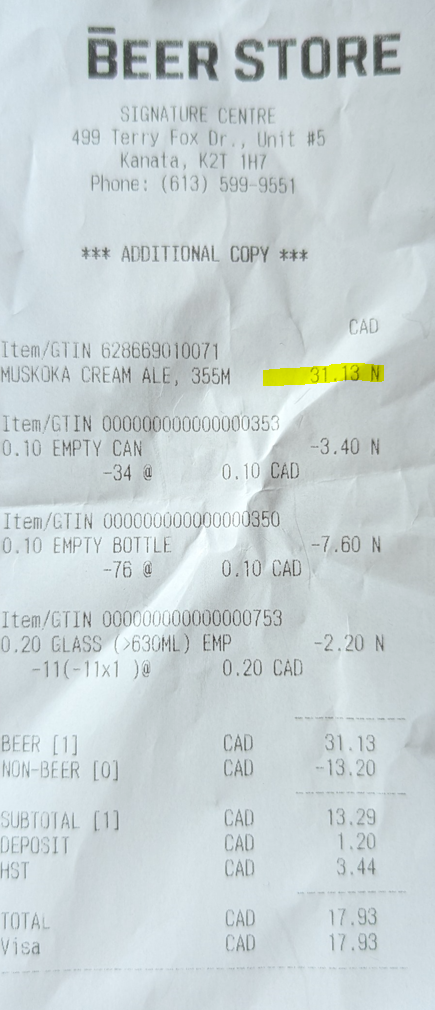 BEER STORE
SIGNATURE CENTRE
499 Terry Fox Dr., Unit #5
Kanata, K2T 1H7
Phone: (613) 599-9551
*** ADDITIONAL COPY ***
CAD
Item/GTIN 628669010071
MUSKOKA CREAM ALE, 355M 31.13 N
Item/GTIN 000000000000000353
0.10 EMPTY CAN -3.40 N
-34 @ 0.10 CAD
Item/GTIN 000000000000000350
0.10 EMPTY BOTTLE -7.60 N
-76 @ 0.10 CAD
Item/GTIN 000000000000000753
0.20 GLASS (>630ML) EMP -2.20 N
-11(-11x1 )@ 0.20 CAD
BEER [1] CAD 31.13
NON-BEER [0] CAD -13.20
SUBTOTAL [1] CAD 13.29
DEPOSIT CAD 1.20
HST CAD 3.44
TOTAL CAD 17.93
Visa CAD 17.93